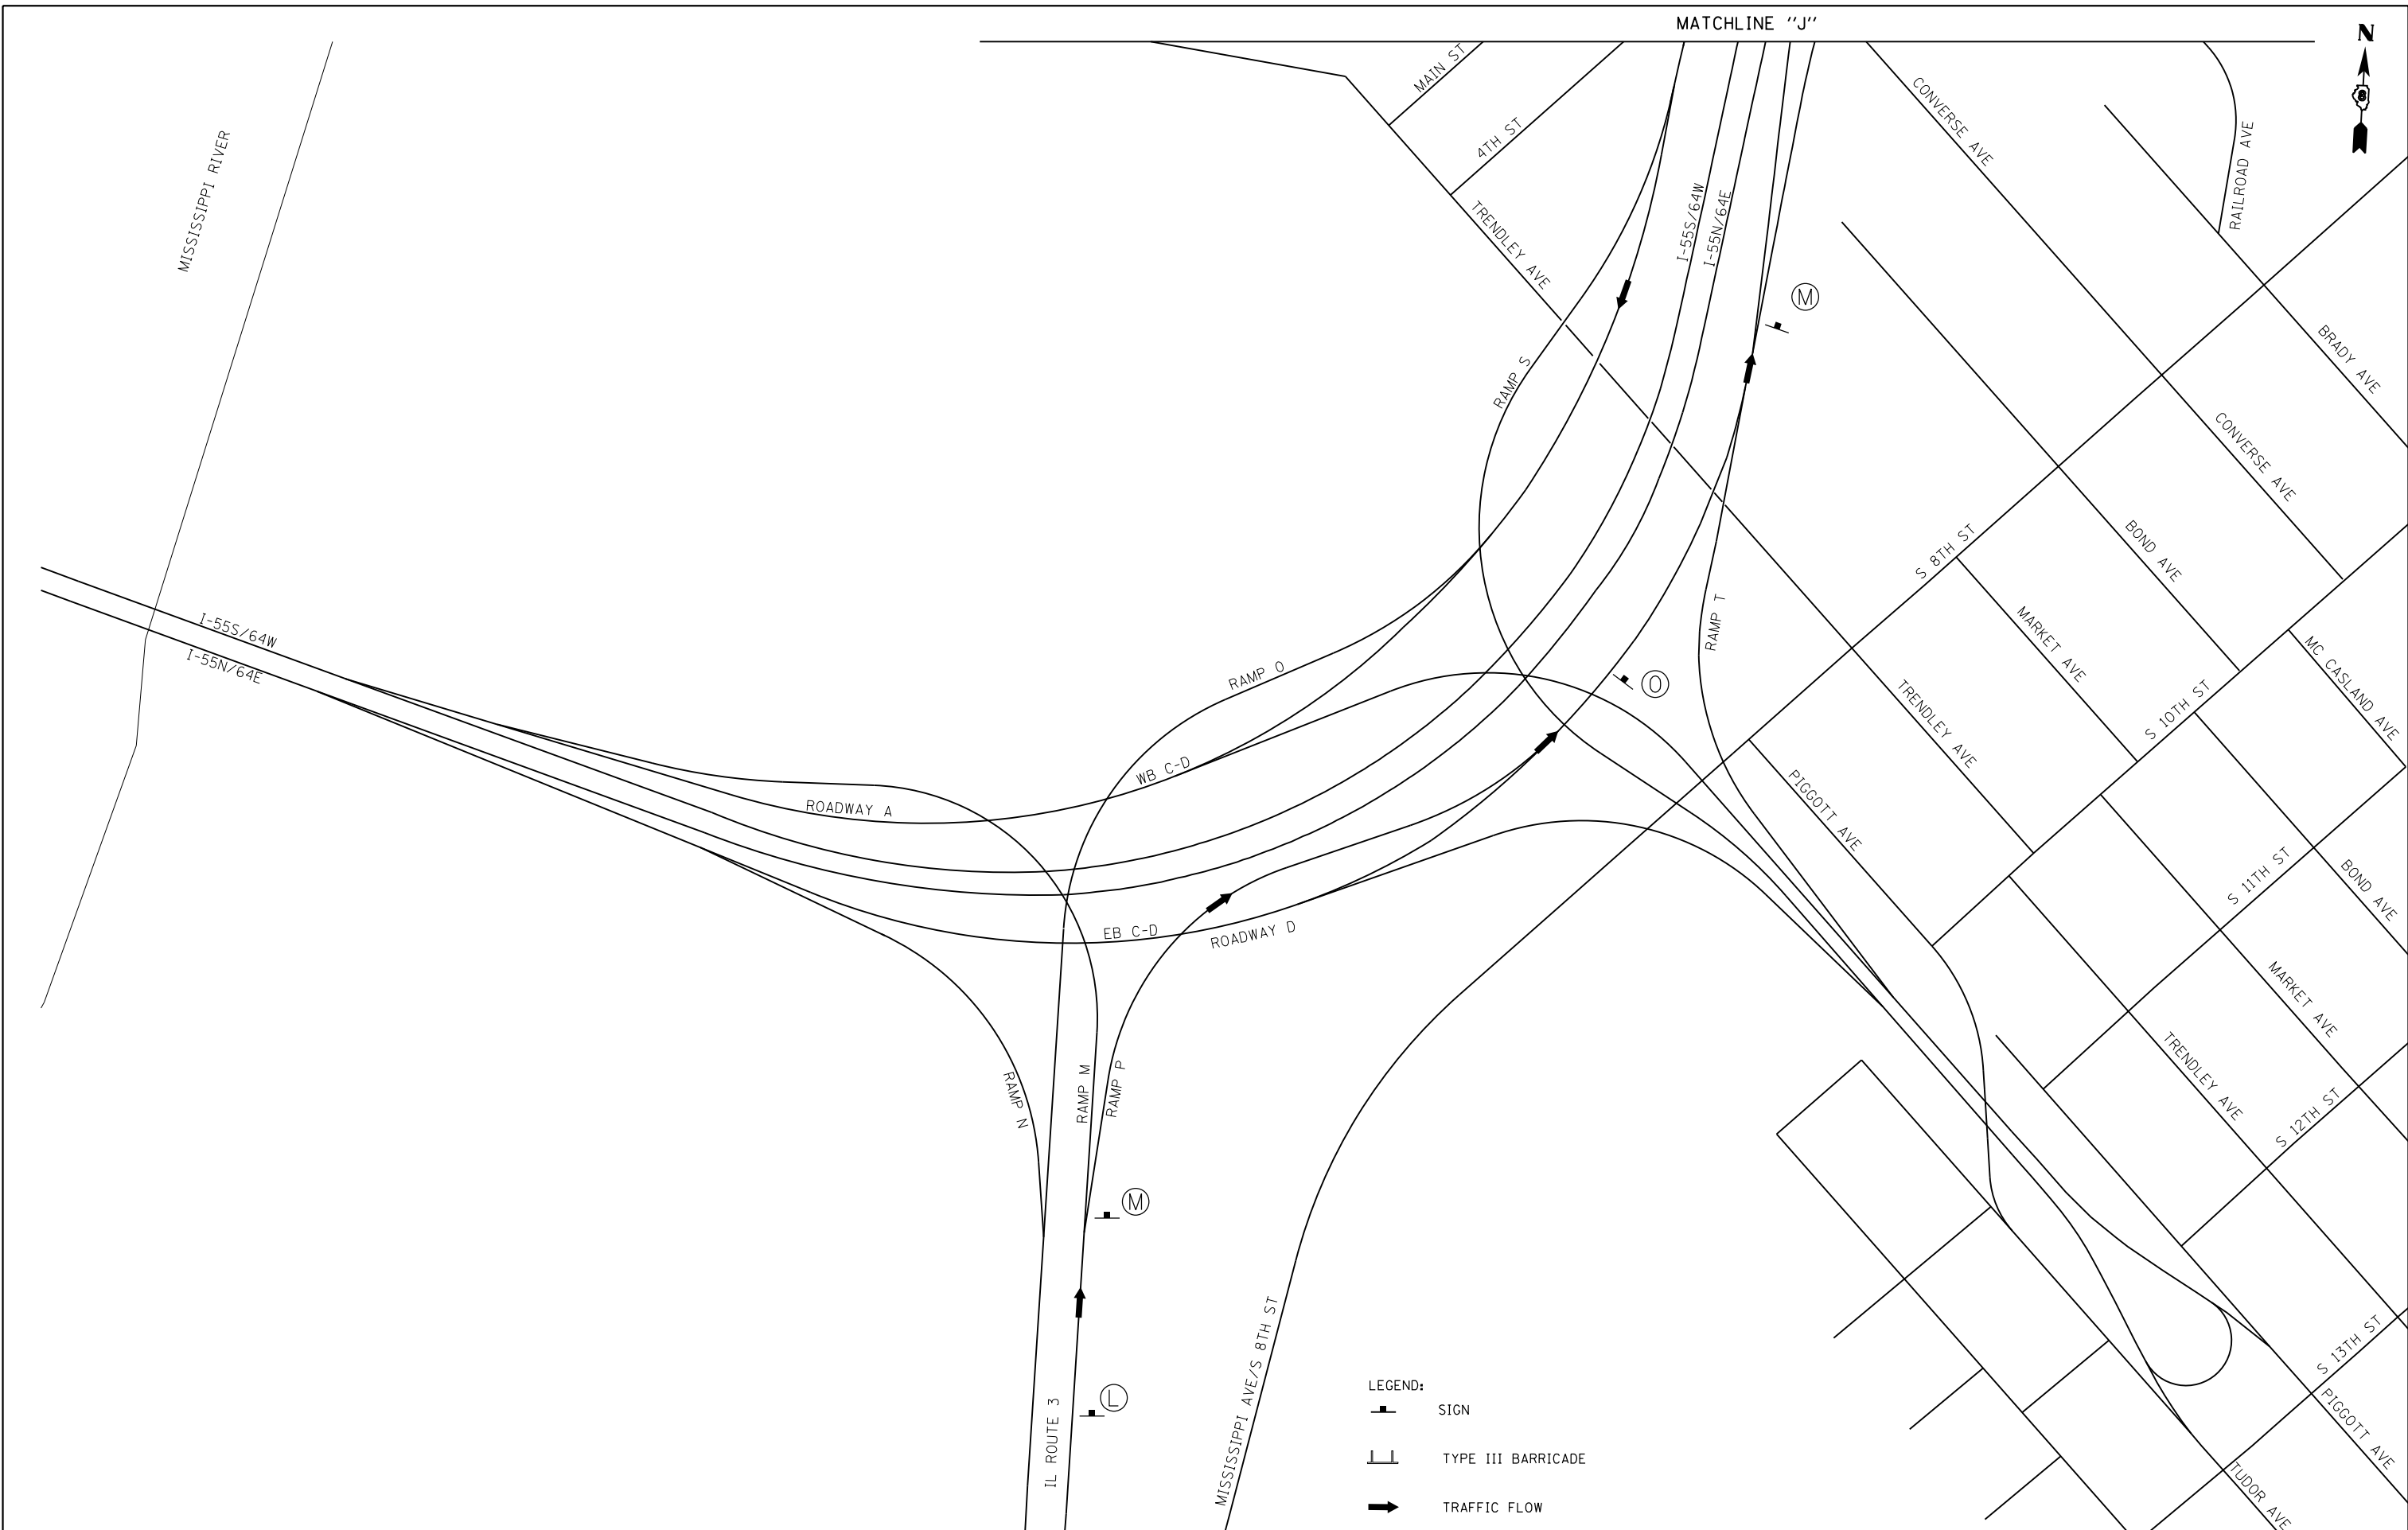 MATCHLINE ''J''
N
8
MAIN ST
4TH ST
CONVERSE AVE
RAILROAD AVE
MISSISSIPPI RIVER
TRENDLEY AVE
I-55S/64W
I-55N/64E
M
RAMP S
BRADY AVE
CONVERSE AVE
BOND AVE
S 8TH ST
MARKET AVE
RAMP T
I-55S/64W
I-55N/64E
RAMP O
O
MC CASLAND AVE
S 10TH ST
TRENDLEY AVE
WB C-D
ROADWAY A
PIGGOTT AVE
S 11TH ST
BOND AVE
EB C-D
ROADWAY D
MARKET AVE
TRENDLEY AVE
RAMP N
RAMP M
RAMP P
S 12TH ST
M
MISSISSIPPI AVE/S 8TH ST
S 13TH ST
L
IL ROUTE 3
PIGGOTT AVE
TUDOR AVE
LEGEND:
SIGN
TYPE III BARRICADE
TRAFFIC FLOW